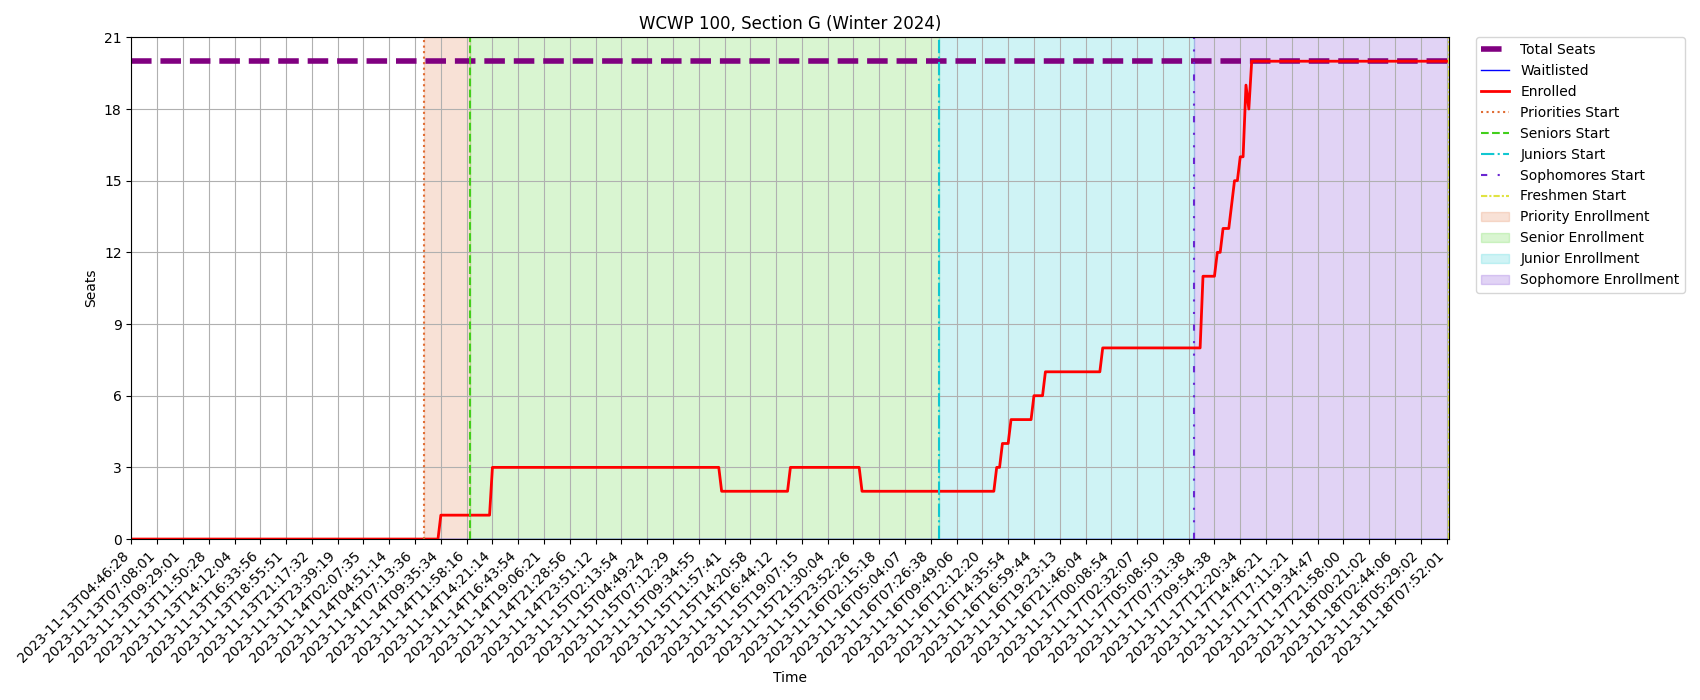 WCWP 100, Section G (Winter 2024)
21
18
15
12
9
6
3
0
Seats
2023-11-13T04:46:28
2023-11-13T07:08:01
2023-11-13T09:29:01
2023-11-13T11:50:28
2023-11-13T14:12:04
2023-11-13T16:33:56
2023-11-13T18:55:51
2023-11-13T21:17:32
2023-11-13T23:39:19
2023-11-14T02:07:35
2023-11-14T04:51:14
2023-11-14T07:13:36
2023-11-14T09:35:34
2023-11-14T11:58:16
2023-11-14T14:21:14
2023-11-14T16:43:54
2023-11-14T19:06:21
2023-11-14T21:28:56
2023-11-14T23:51:12
2023-11-15T02:13:54
2023-11-15T04:49:24
2023-11-15T07:12:29
2023-11-15T09:34:55
2023-11-15T11:57:41
2023-11-15T14:20:58
2023-11-15T16:44:12
2023-11-15T19:07:15
2023-11-15T21:30:04
2023-11-15T23:52:26
2023-11-16T02:15:18
2023-11-16T05:04:07
2023-11-16T07:26:38
2023-11-16T09:49:06
2023-11-16T12:12:20
2023-11-16T14:35:54
2023-11-16T16:59:44
2023-11-16T19:23:13
2023-11-16T21:46:04
2023-11-17T00:08:54
2023-11-17T02:32:07
2023-11-17T05:08:50
2023-11-17T07:31:38
2023-11-17T09:54:38
2023-11-17T12:20:34
2023-11-17T14:46:21
2023-11-17T17:11:21
2023-11-17T19:34:47
2023-11-17T21:58:00
2023-11-18T00:21:02
2023-11-18T02:44:06
2023-11-18T05:29:02
2023-11-18T07:52:01
Time
Total Seats
Waitlisted
Enrolled
Priorities Start
Seniors Start
Juniors Start
Sophomores Start
Freshmen Start
Priority Enrollment
Senior Enrollment
Junior Enrollment
Sophomore Enrollment